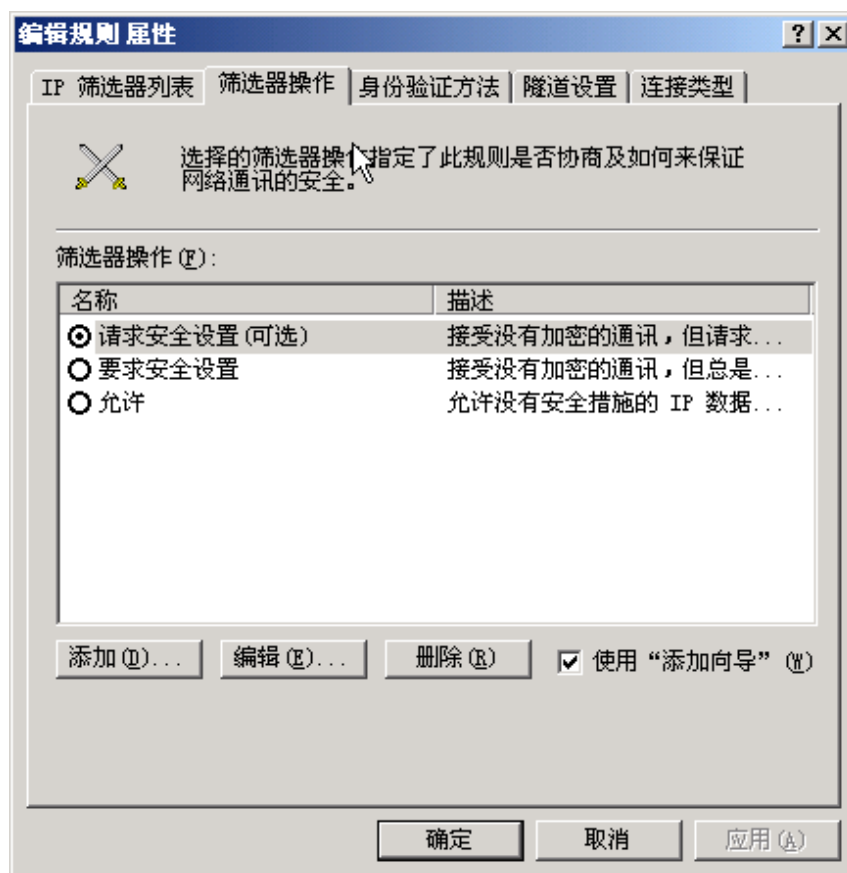 编辑规则 属性
IP 筛选器列表 筛选器操作 身份验证方法 隧道设置 连接类型
选择的筛选器操作指定了此规则是否协商及如何来保证
网络通讯的安全。
筛选器操作(F):
名称 描述
请求安全设置(可选) 接受没有加密的通讯，但请求...
要求安全设置 接受没有加密的通讯，但总是...
允许 允许没有安全措施的 IP 数据...
添加(D)... 编辑(E)... 删除(R) 使用“添加向导” (W)
确定 取消 应用(A)